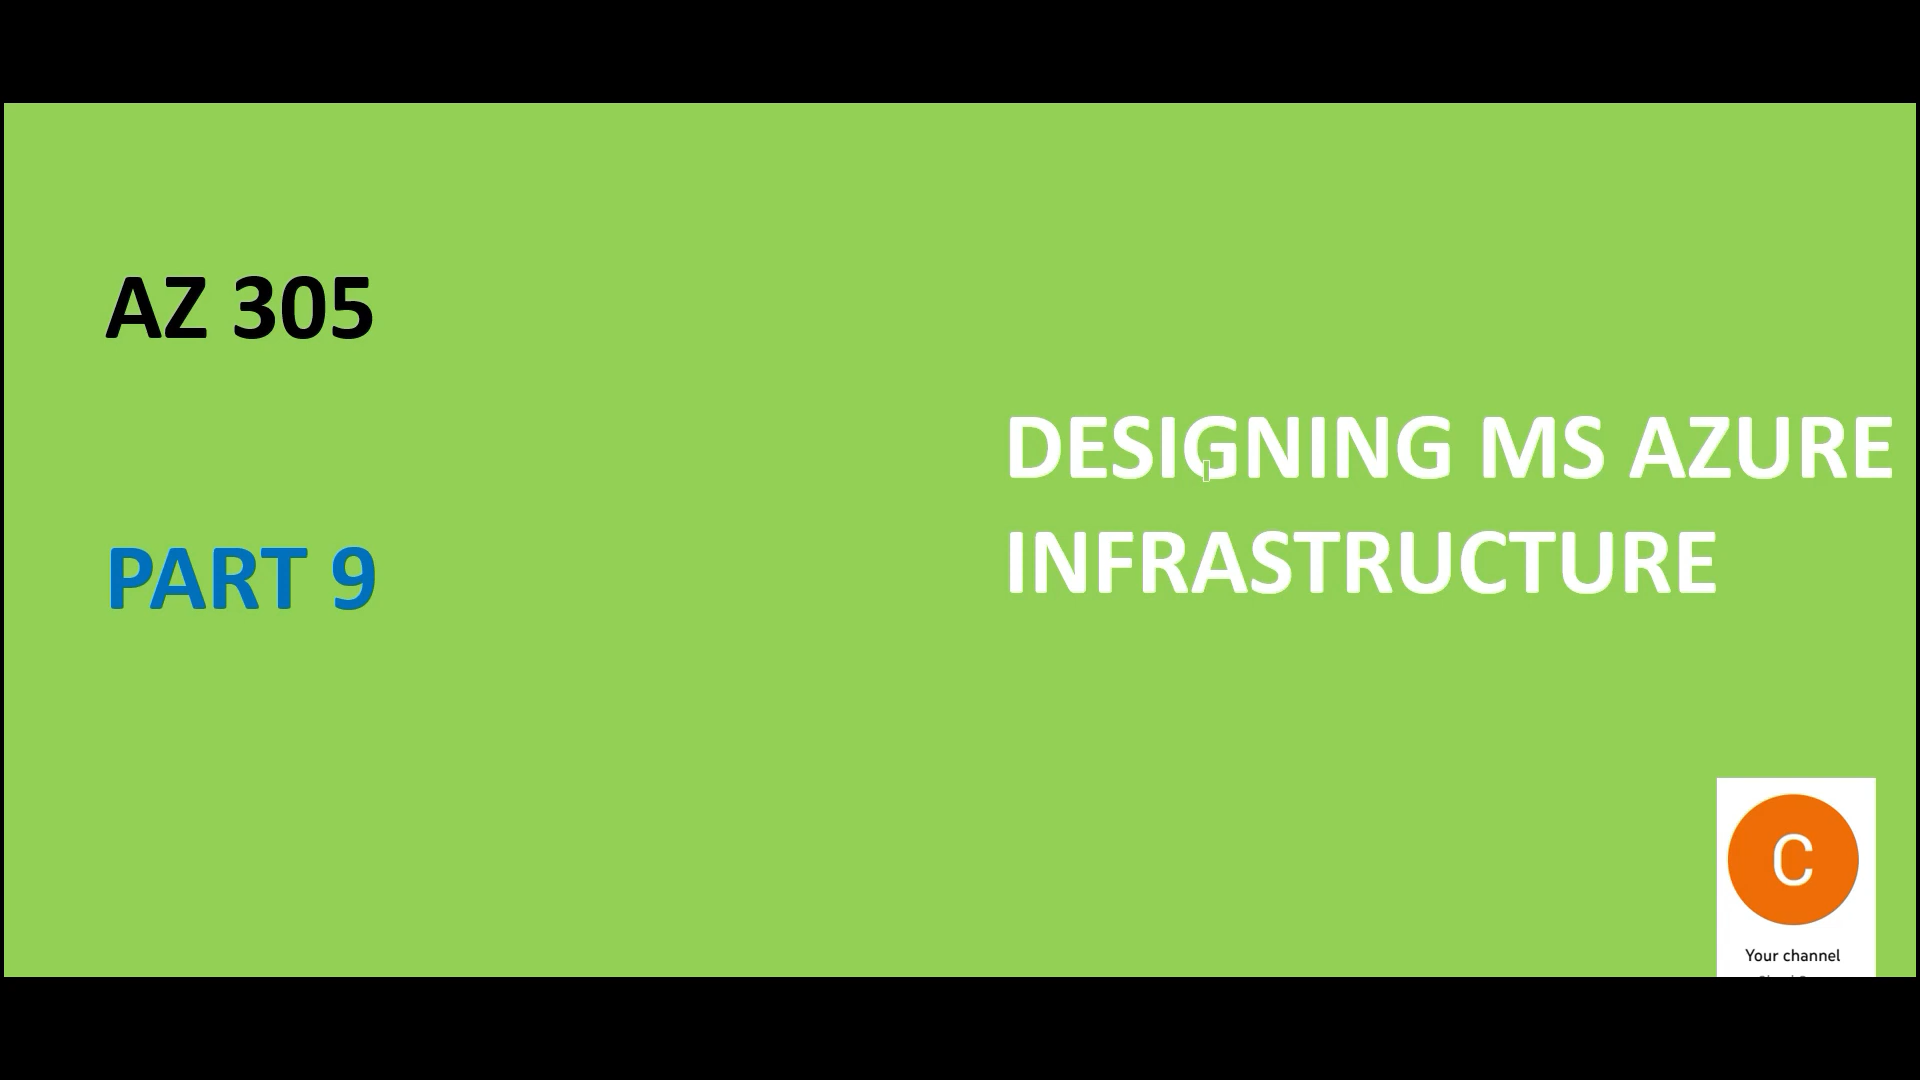 AZ 305
PART 9
DESIGNING MS AZURE
INFRASTRUCTURE
C
Your channel